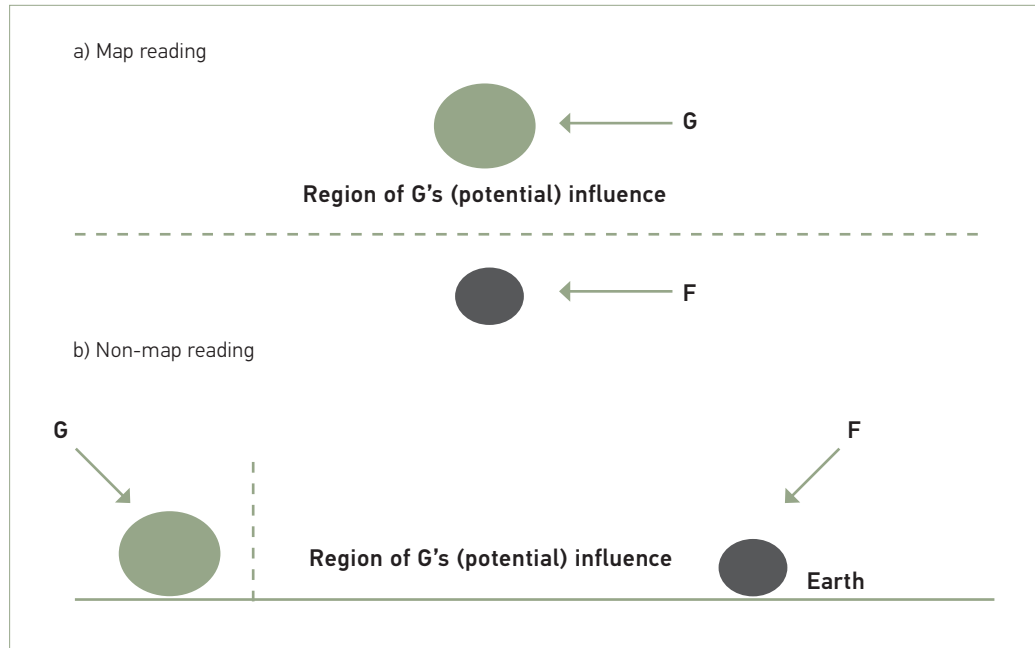 a) Map reading
G
Region of G's (potential) influence
F
b) Non-map reading
G
F
Region of G's (potential) influence
Earth